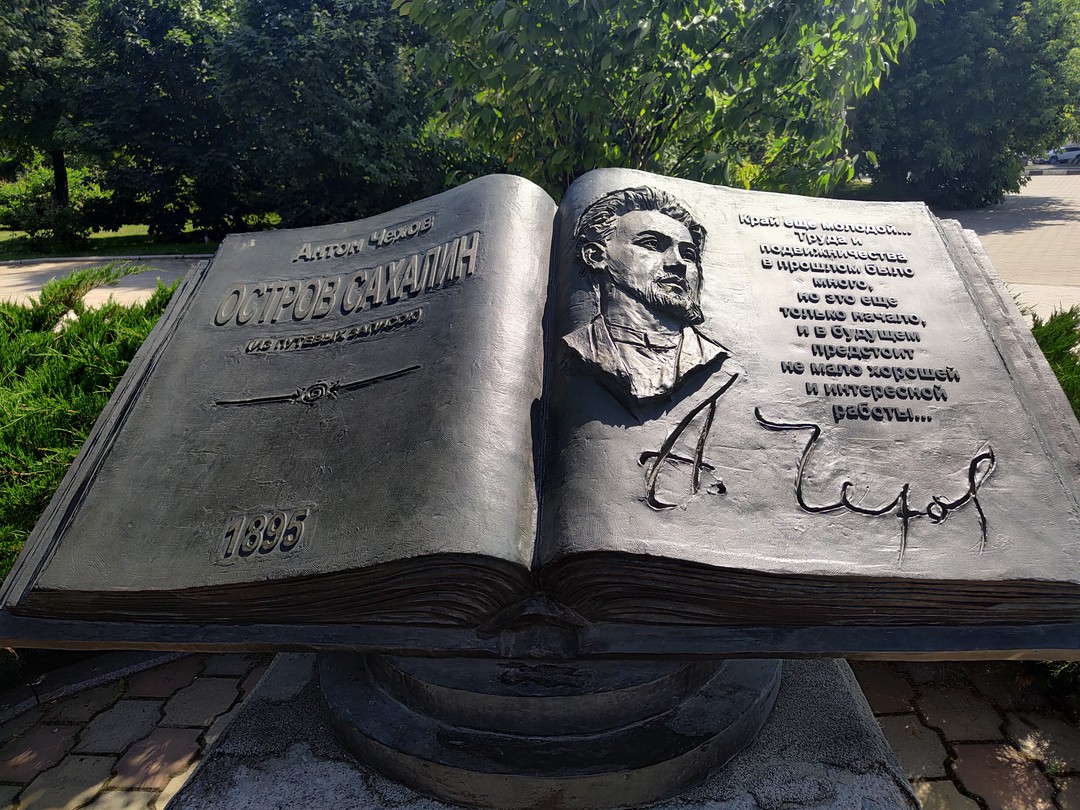 Антон Чехов
ОСТРОВ САХАЛИН
(ИЗ ПУТЕВЫХ ЗАПИСОК)
1895
Край еще молодой...
Труда и
подвижничества
в прошлом было
много,
но это еще
только начало,
и в будущем
предстоит
не мало хорошей
и интересной
работы...
А. Чехов